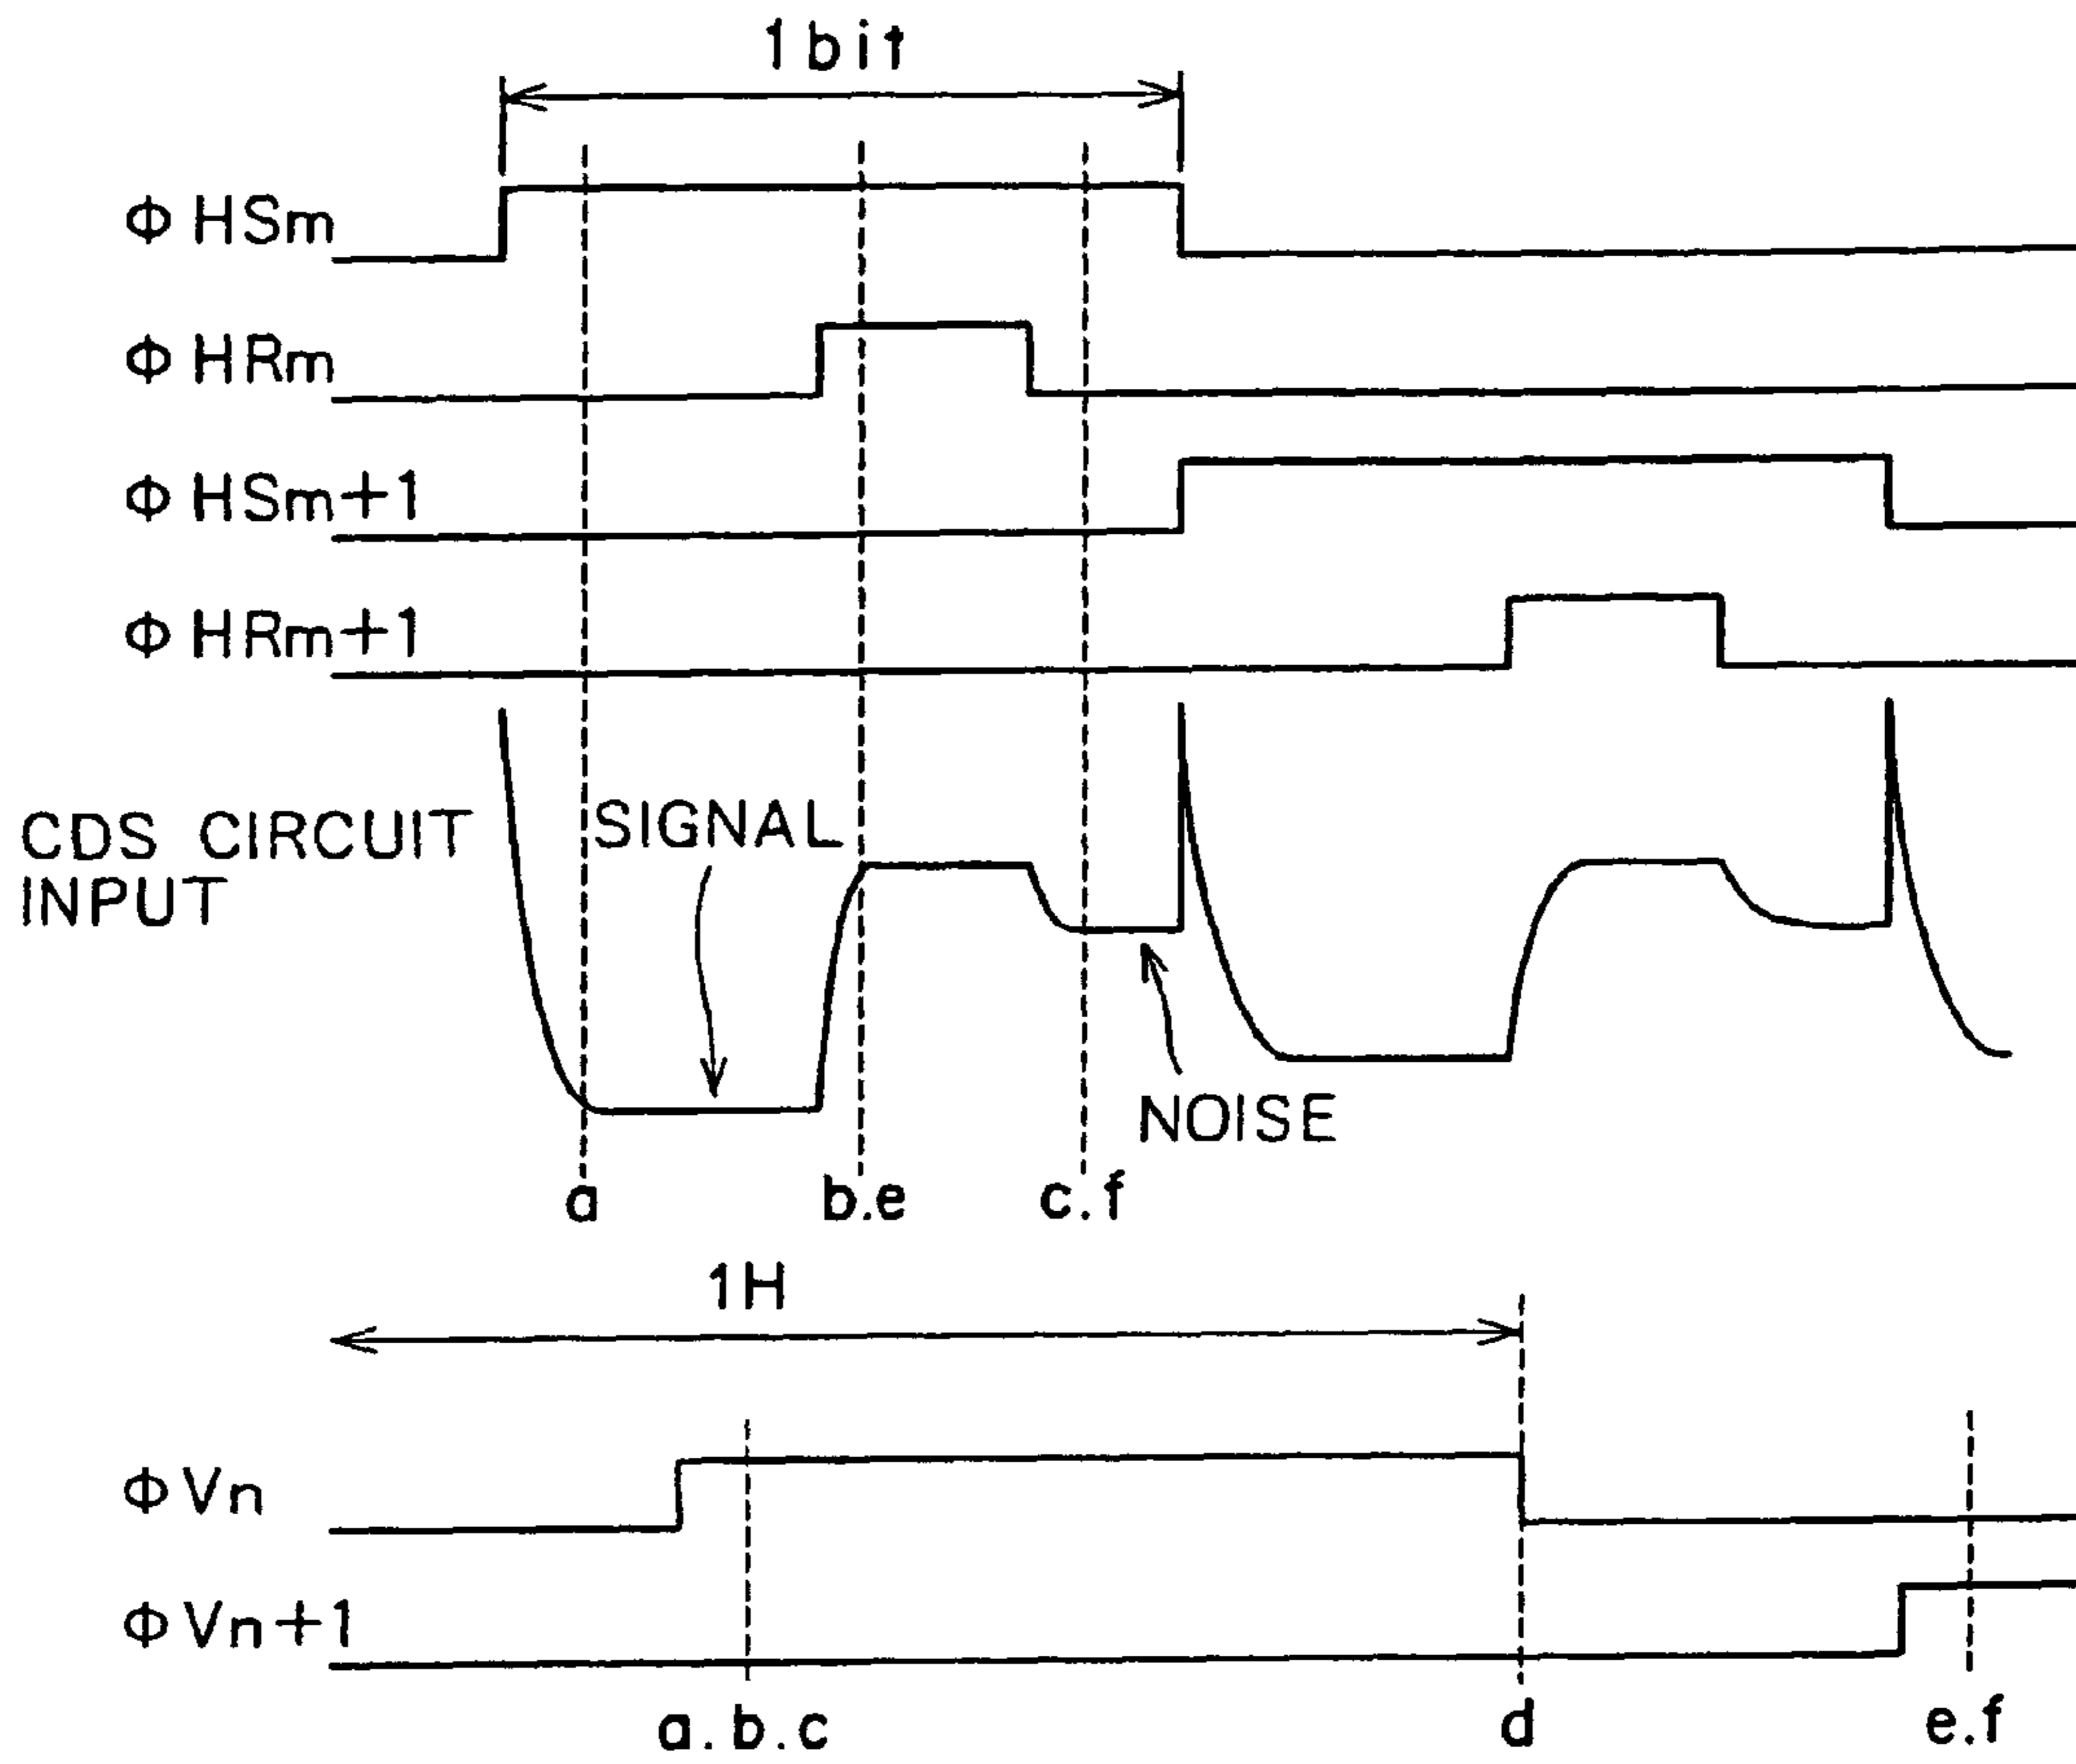 1bit
Φ HSm
Φ HRm
Φ HSm+1
Φ HRm+1
CDS CIRCUIT
INPUT
SIGNAL
NOISE
a
b.e
c.f
1H
Φ Vn
Φ Vn+1
a.b.c
d
e.f